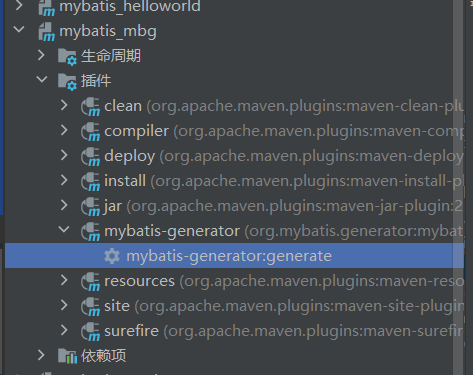 mybatis_helloworld
mybatis_mbg
生命周期
插件
clean (org.apache.maven.plugins:maven-clean-plu
compiler (org.apache.maven.plugins:maven-comp
deploy (org.apache.maven.plugins:maven-deploy
install (org.apache.maven.plugins:maven-install-p
jar (org.apache.maven.plugins:maven-jar-plugin:2
mybatis-generator (org.mybatis.generator:mybat
mybatis-generator:generate
resources (org.apache.maven.plugins:maven-reso
site (org.apache.maven.plugins:maven-site-plugin
surefire (org.apache.maven.plugins:maven-surefir
依赖项